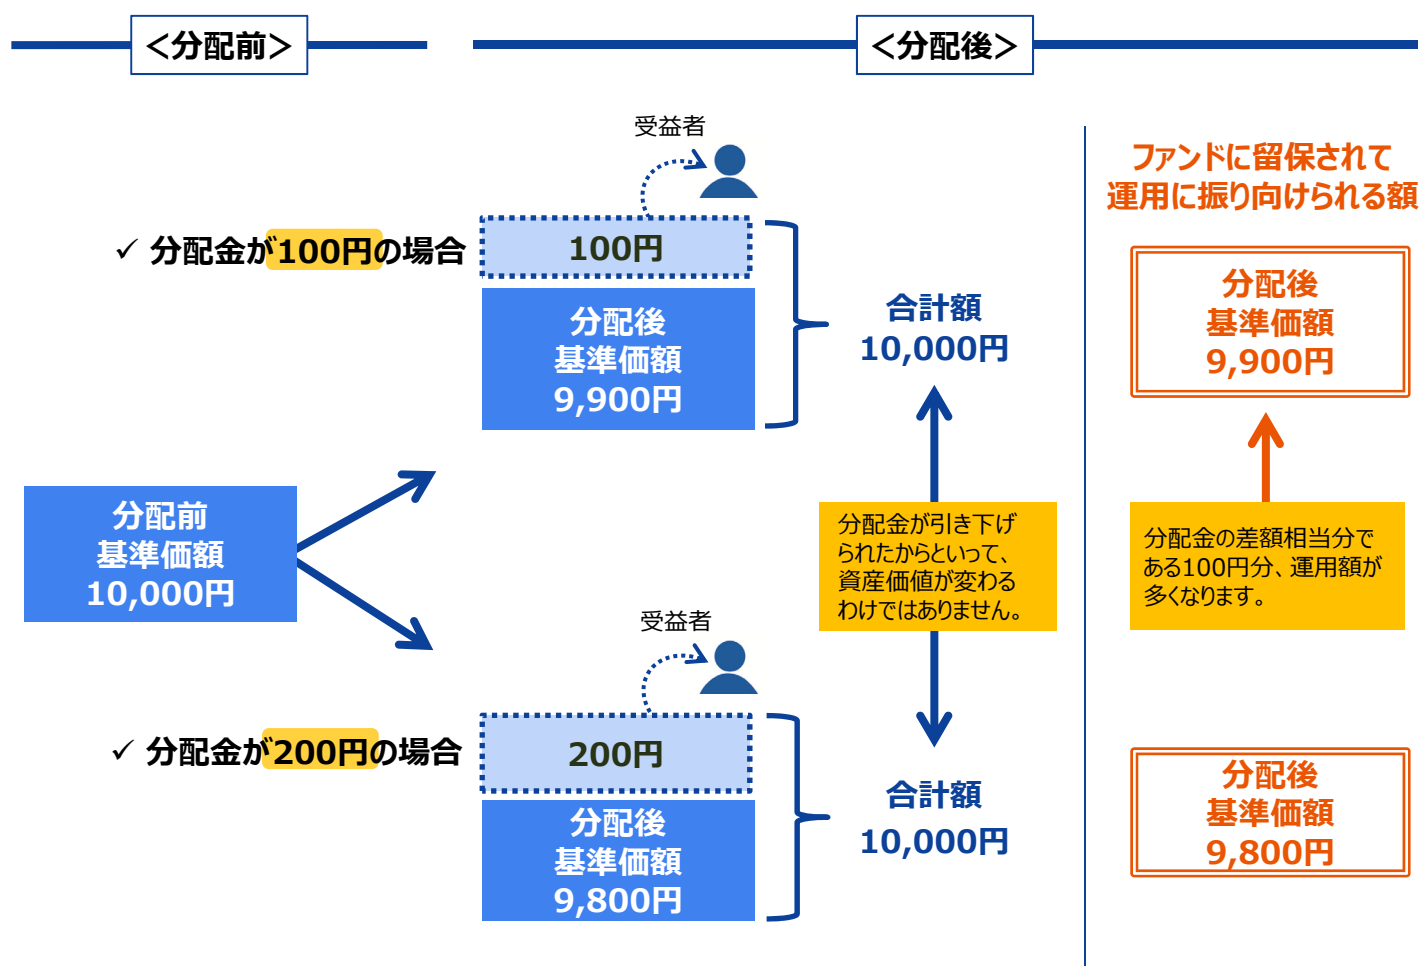 ＜分配前＞
＜分配後＞
受益者
ファンドに留保されて
運用に振り向けられる額
✓ 分配金が100円の場合
100円
分配後
基準価額
9,900円
合計額
10,000円
分配後
基準価額
9,900円
分配前
基準価額
10,000円
分配金が引き下げ
られたからといって、
資産価値が変わる
わけではありません。
分配金の差額相当分で
ある100円分、運用額が
多くなります。
受益者
✓ 分配金が200円の場合
200円
分配後
基準価額
9,800円
合計額
10,000円
分配後
基準価額
9,800円